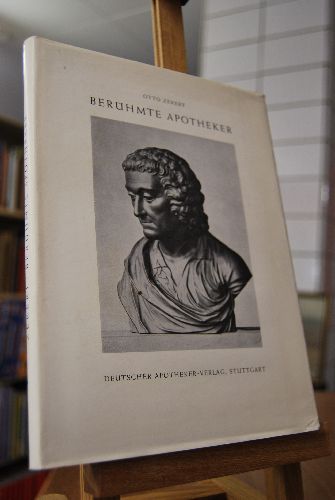 OTTO ZEKERT
BERÜHMTE APOTHEKER
DEUTSCHER APOTHEKER-VERLAG, STUTTGART